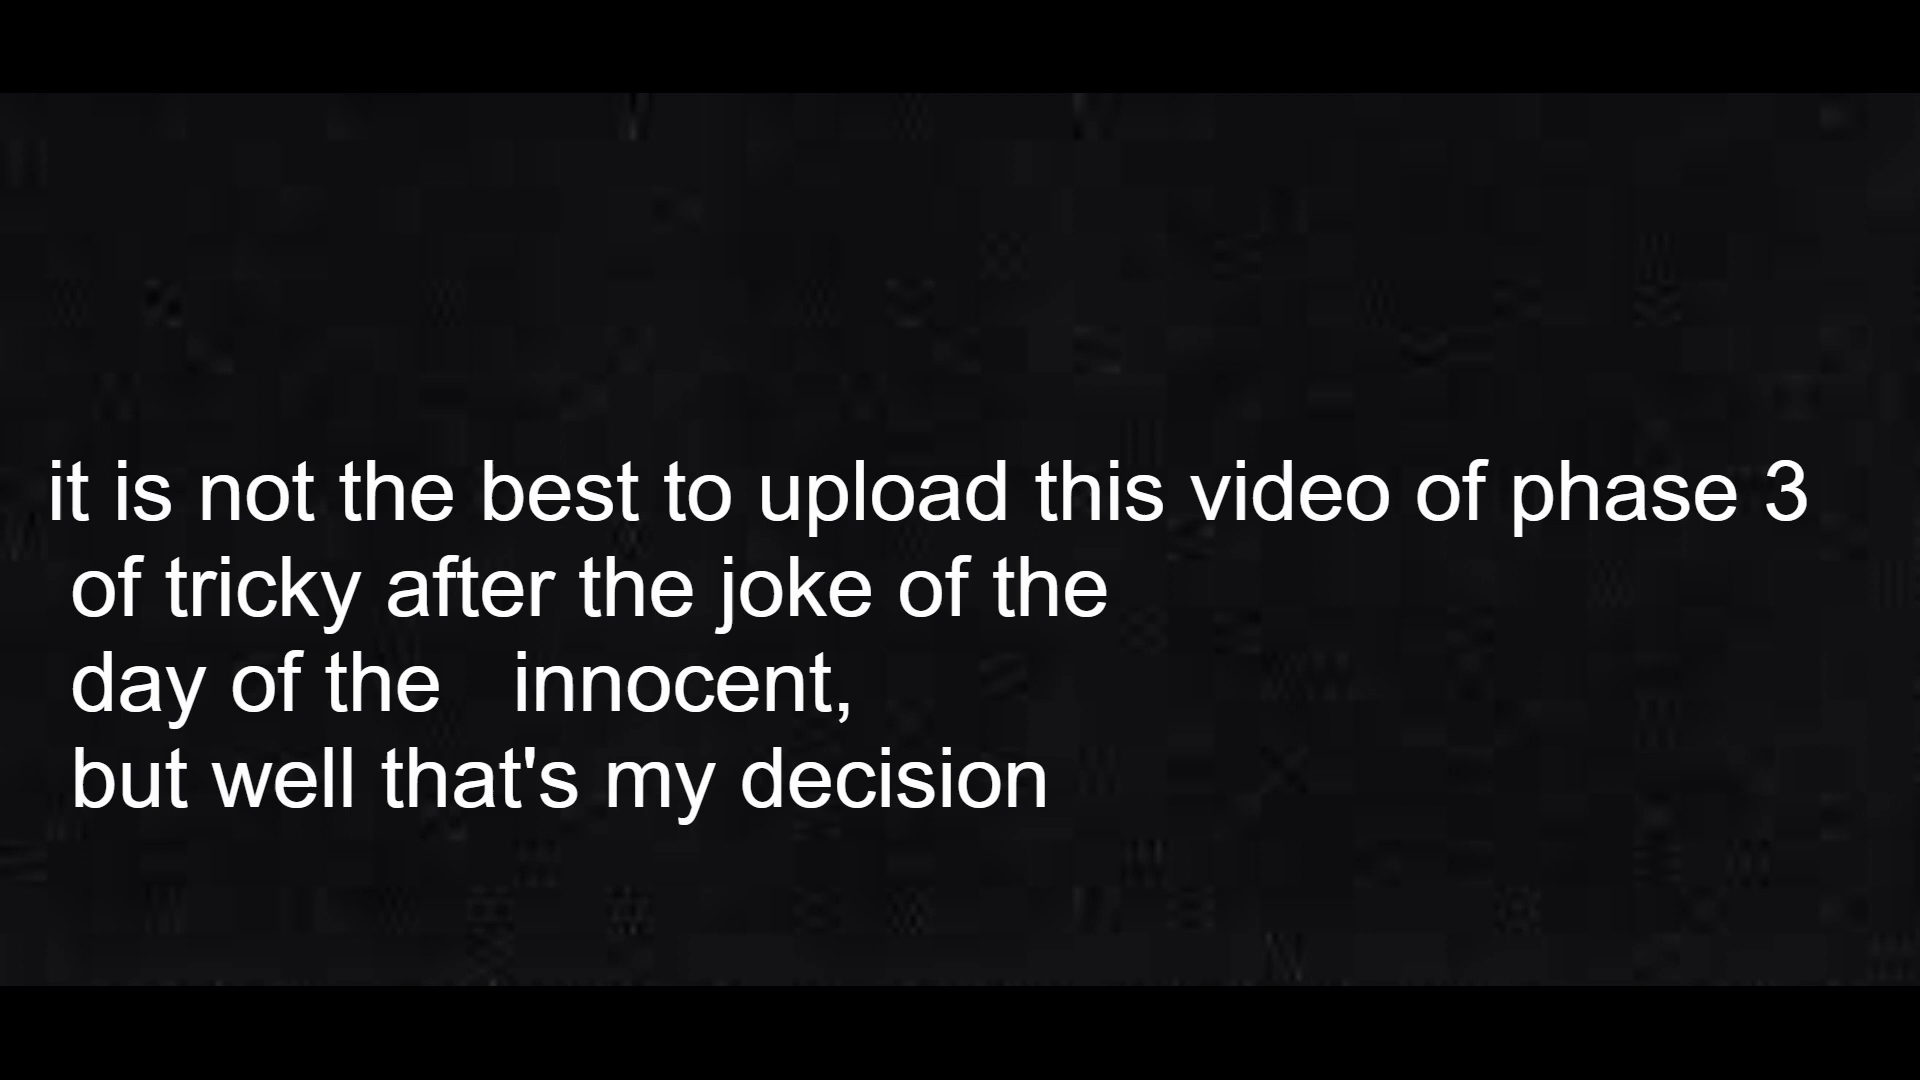 it is not the best to upload this video of phase 3
of tricky after the joke of the
day of the innocent,
but well that's my decision